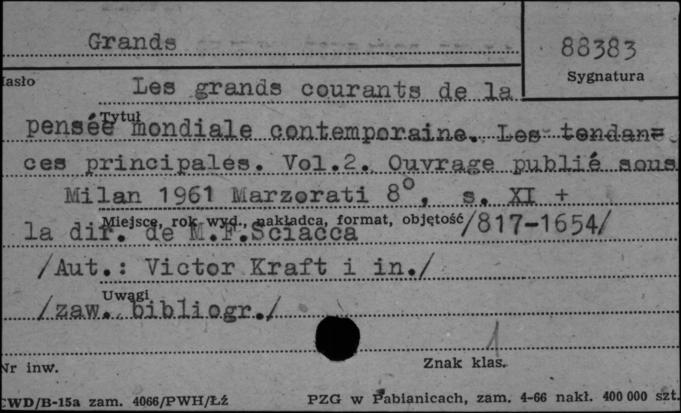 Grands
88383
Sygnatura
Hasło
Les grands courants de la
Tytuł
pensée mondiale contemporaine. Les tendan=
ces principales. Vol.2. Ouvrage publié sous
Milan 1961 Marzorati 8°, s. XI +
Miejsce, rok wyd., nakładca, format, objętość
la dir. de M.F.Sciacca /817-1654/
/Aut.: Victor Kraft i in./
Uwagi
/zaw. bibliogr./
1
Nr inw.
Znak klas.
CWD/B-15a zam. 4066/PWH/Łź
PZG w Pabianicach, zam. 4-66 nakł. 400 000 szt.